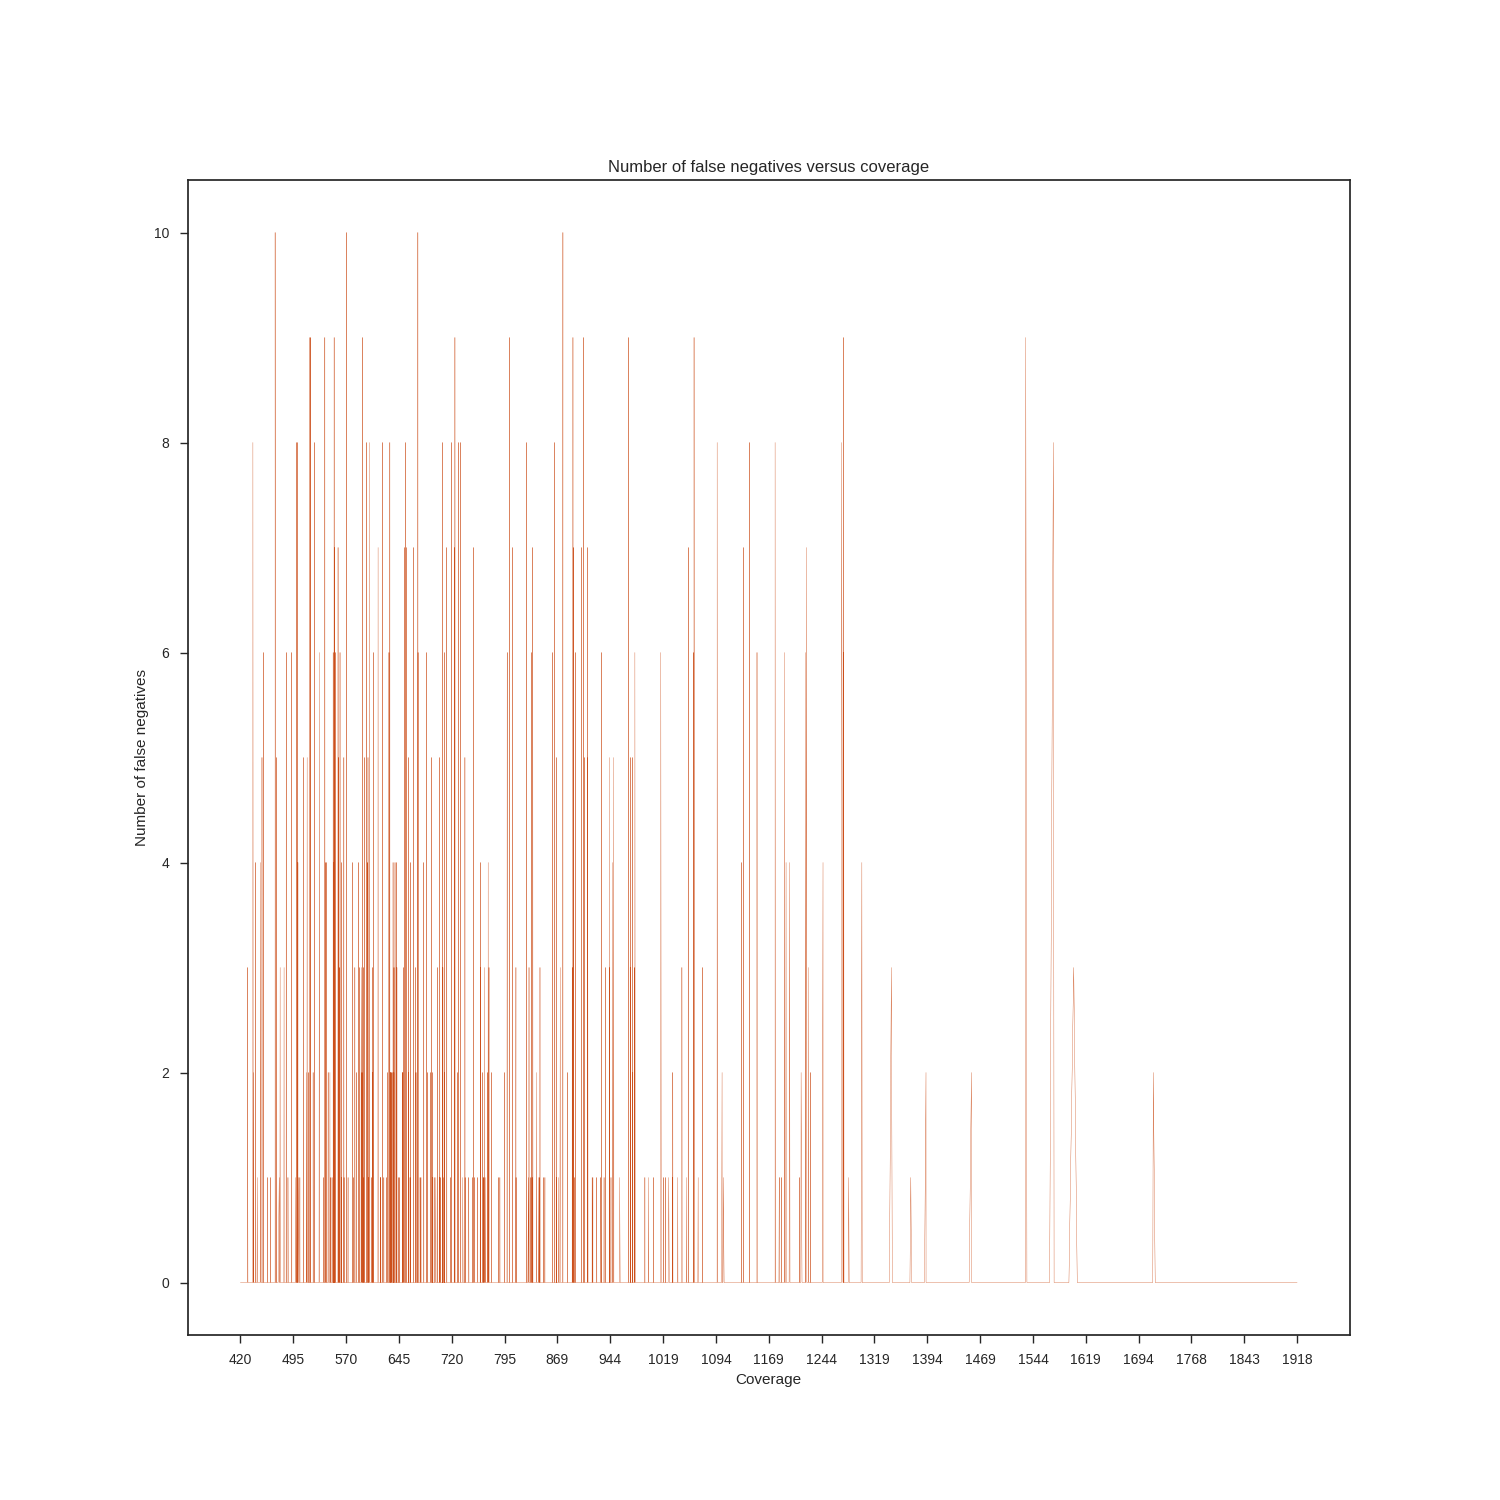 Number of false negatives versus coverage
10
8
6
4
2
0
Number of false negatives
420 495 570 645 720 795 869 944 1019 1094 1169 1244 1319 1394 1469 1544 1619 1694 1768 1843 1918
Coverage